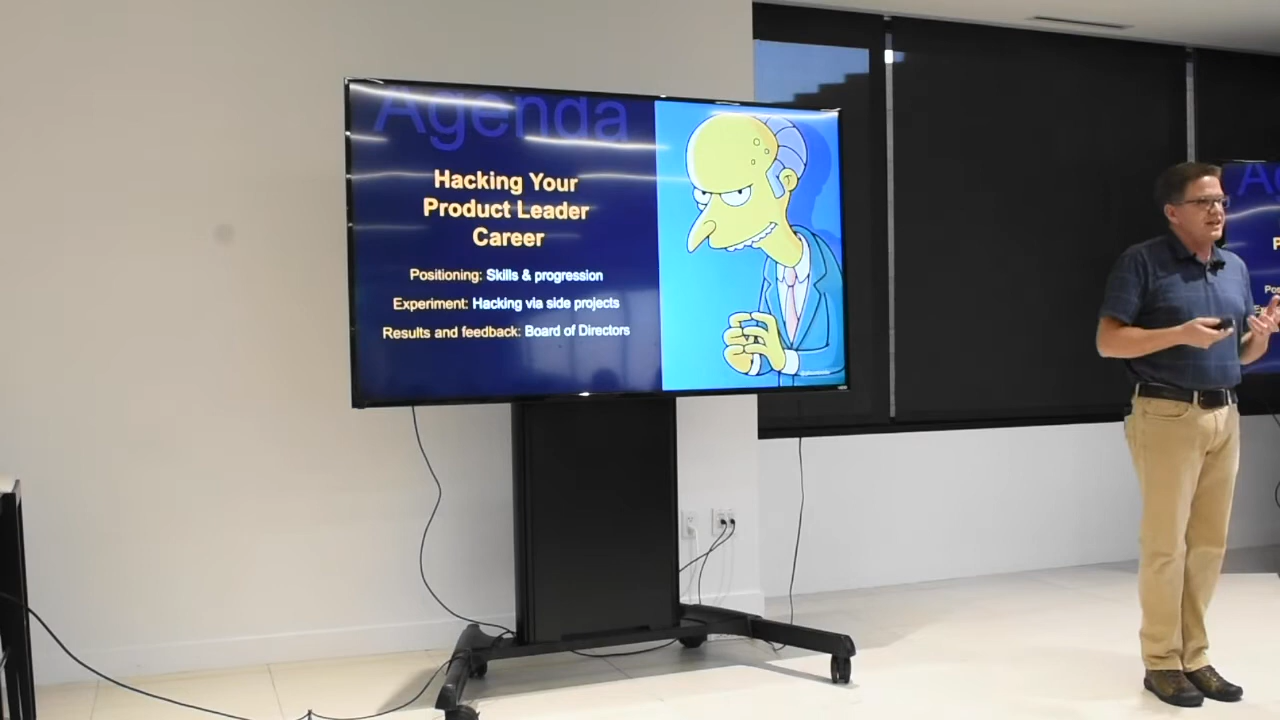 Agenda
Hacking Your
Product Leader
Career
Positioning: Skills & progression
Experiment: Hacking via side projects
Results and feedback: Board of Directors
A
P
Pos